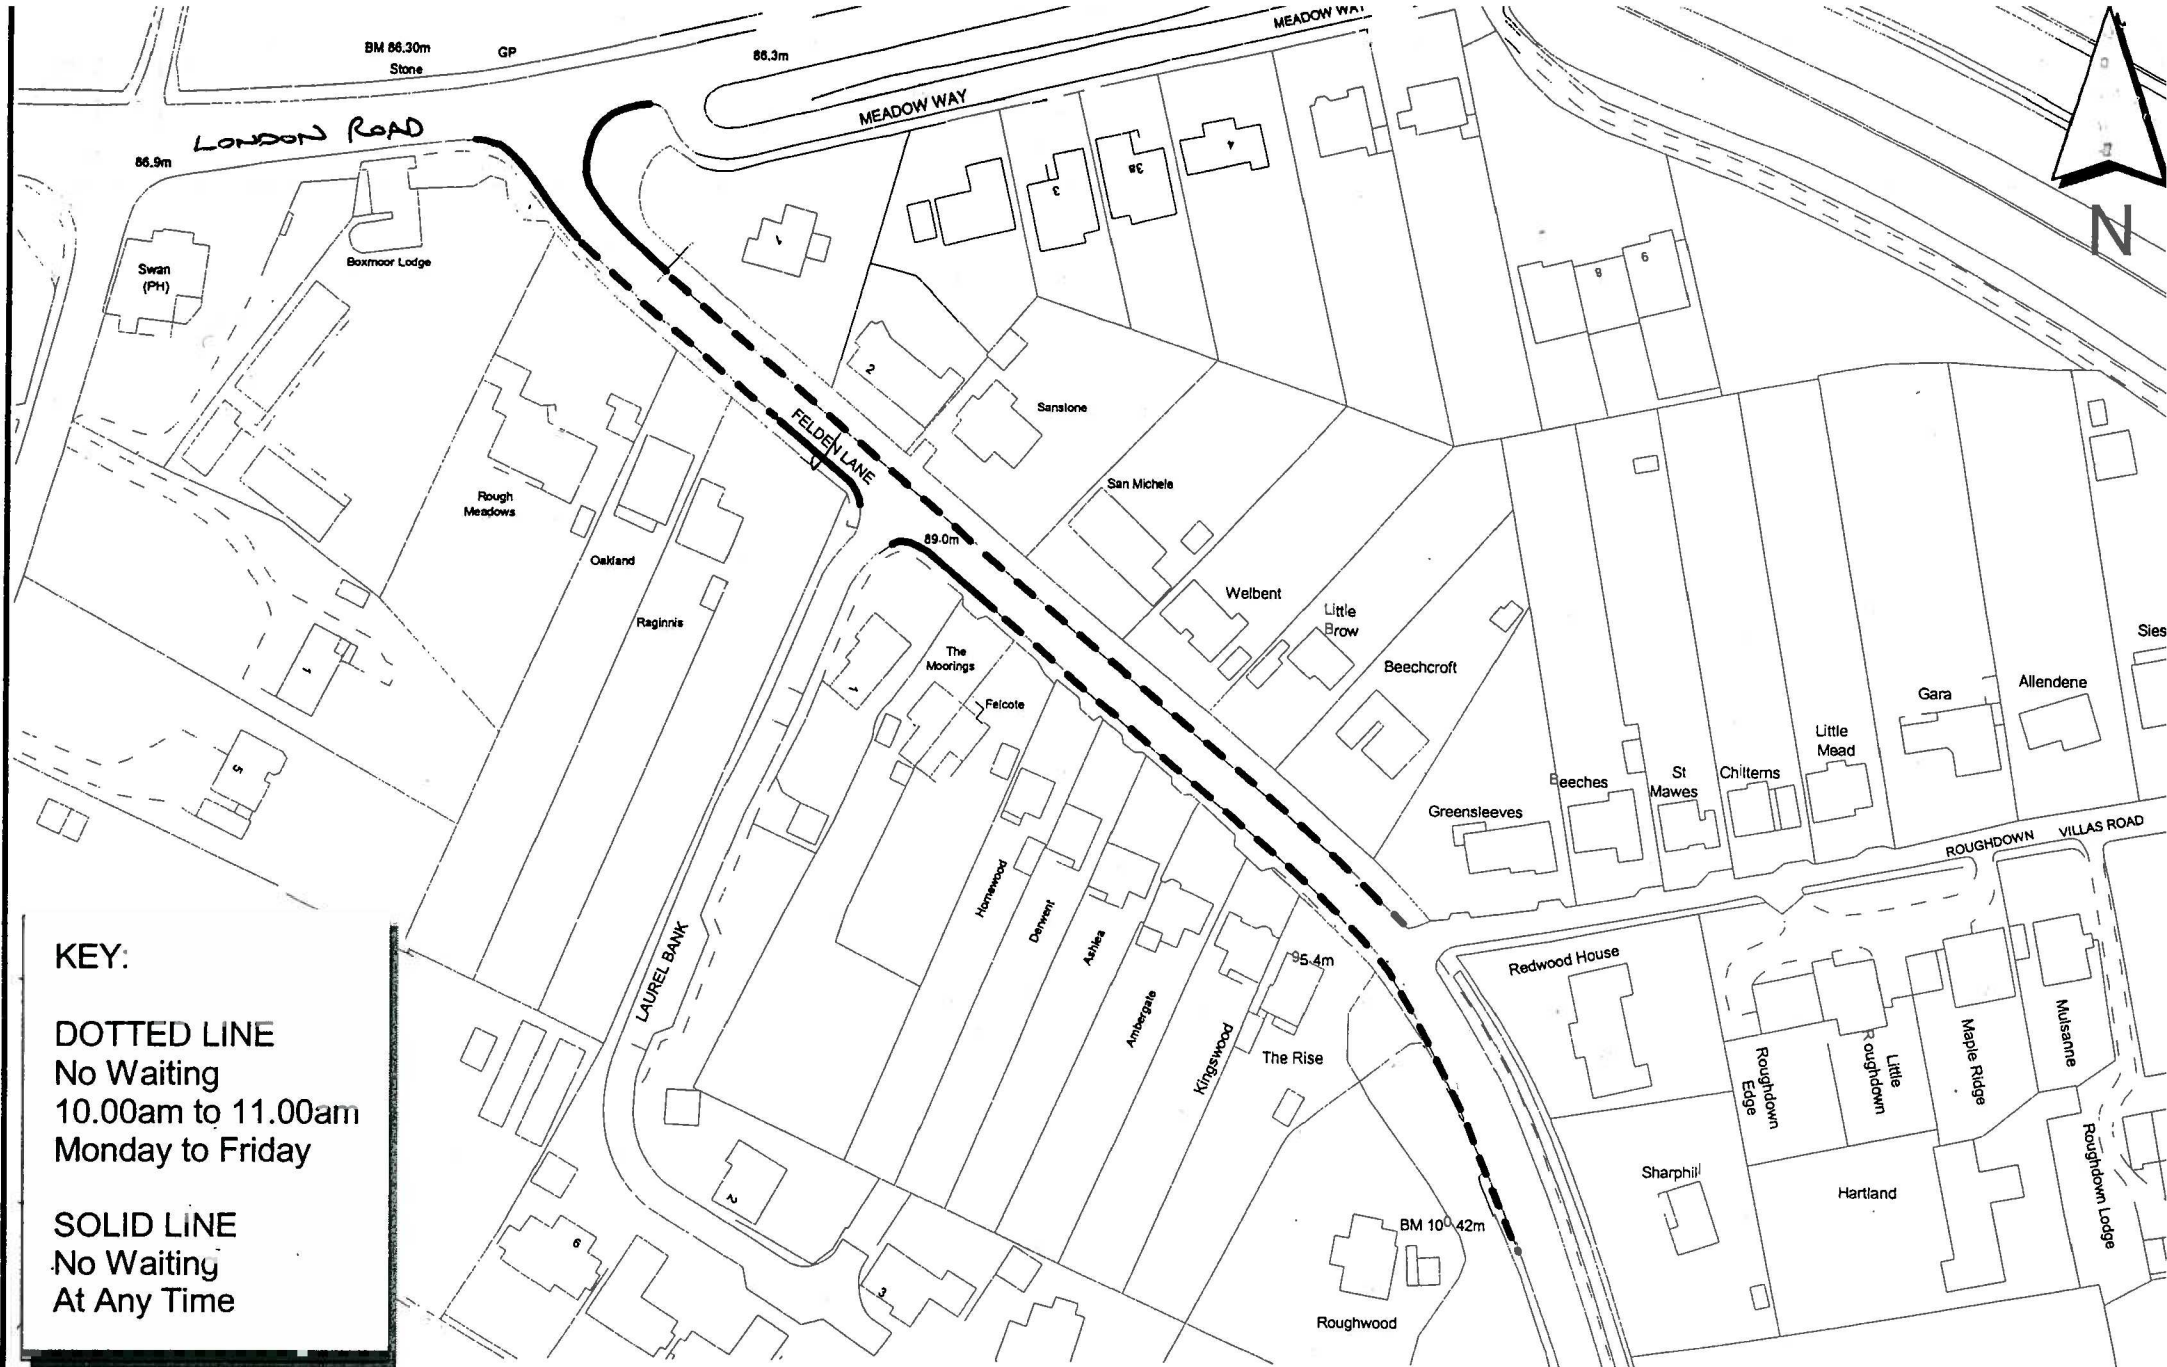 MEADOW WAY
BM 86.30m
Stone
GP
86.3m
MEADOW WAY
LONDON ROAD
86.9m
N
Swan
(PH)
Boxmoor Lodge
1
3
3a
4
8
9
2
Sanstone
FELDEN LANE
San Michele
Rough
Meadows
Oakland
Raginnis
89.0m
Welbent
Little
Brow
Beechcroft
1
5
1
The
Moorings
Felcote
Gara
Allendene
Sies
Little
Mead
Beeches
St
Mawes
Chilterns
Greensleeves
ROUGHDOWN VILLAS ROAD
Homewood
Derwent
Ashlea
Ambergate
Kingswood
95.4m
The Rise
LAUREL BANK
Redwood House
Roughdown
Edge
Little
Roughdown
Maple Ridge
Mulsanne
Roughdown Lodge
Sharphill
Hartland
BM 100.42m
Roughwood
2
6
3
KEY:
DOTTED LINE
No Waiting
10.00am to 11.00am
Monday to Friday
SOLID LINE
No Waiting
At Any Time